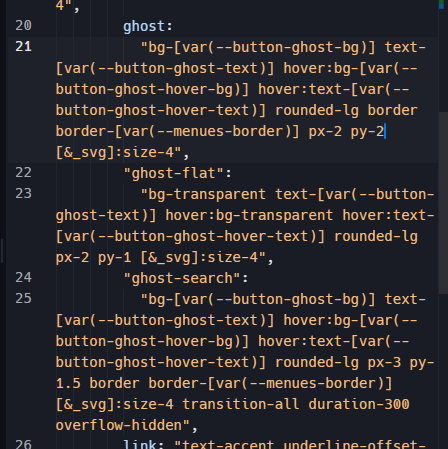 4",
20 ghost:
21 "bg-[var(--button-ghost-bg)] text-
[var(--button-ghost-text)] hover:bg-[var(--
button-ghost-hover-bg)] hover:text-[var(--
button-ghost-hover-text)] rounded-lg border
border-[var(--menues-border)] px-2 py-2
[&_svg]:size-4",
22 "ghost-flat":
23 "bg-transparent text-[var(--button-
ghost-text)] hover:bg-transparent hover:text-
[var(--button-ghost-hover-text)] rounded-lg
px-2 py-1 [&_svg]:size-4",
24 "ghost-search":
25 "bg-[var(--button-ghost-bg)] text-
[var(--button-ghost-text)] hover:bg-[var(--
button-ghost-hover-bg)] hover:text-[var(--
button-ghost-hover-text)] rounded-lg px-3 py-
1.5 border border-[var(--menues-border)]
[&_svg]:size-4 transition-all duration-300
overflow-hidden",
26 link: "text-accent underline-offset-